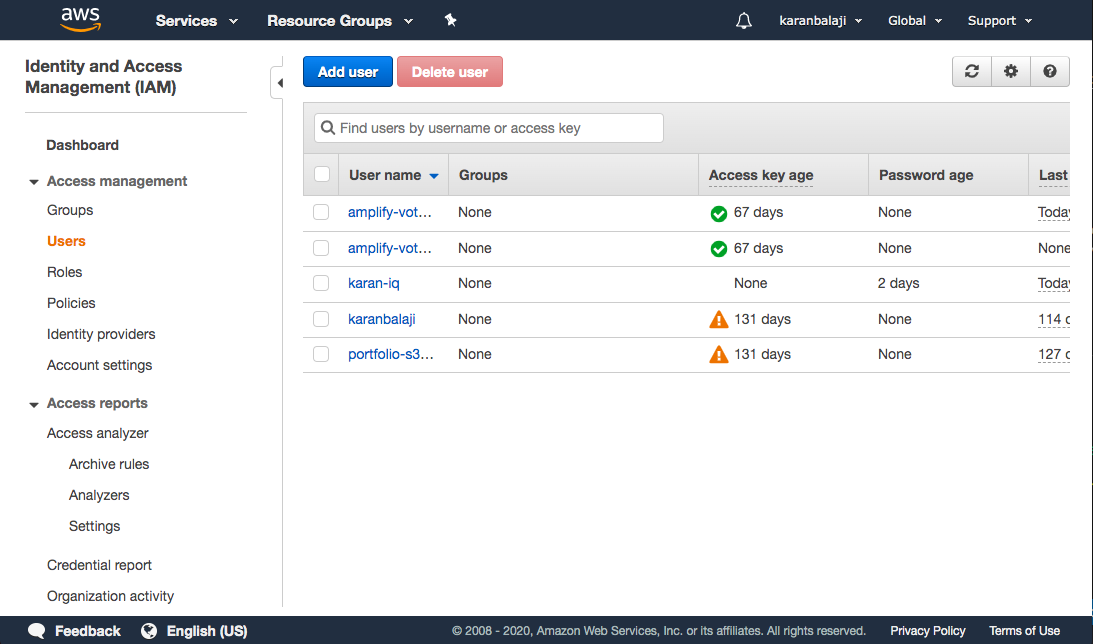 aws Services Resource Groups karanbalaji Global Support
Identity and Access
Management (IAM)
Dashboard
Access management
Groups
Users
Roles
Policies
Identity providers
Account settings
Access reports
Access analyzer
Archive rules
Analyzers
Settings
Credential report
Organization activity
Add user Delete user
Find users by username or access key
User name Groups Access key age Password age Last
amplify-vot... None 67 days None Today
amplify-vot... None 67 days None None
karan-iq None None 2 days Today
karanbalaji None 131 days None 114
portfolio-s3... None 131 days None 127
Feedback English (US) © 2008 - 2020, Amazon Web Services, Inc. or its affiliates. All rights reserved. Privacy Policy Terms of Use